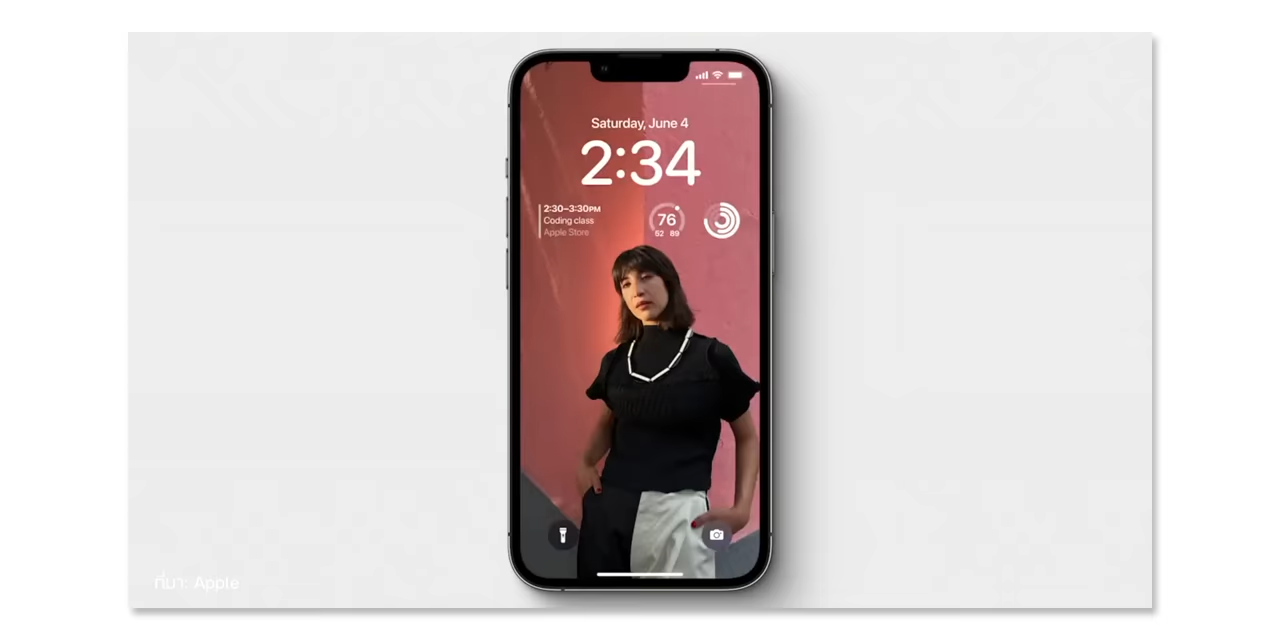 Saturday, June 4
2:34
2:30–3:30PM
Coding class
Apple Store
76
52 89
ที่มา: Apple